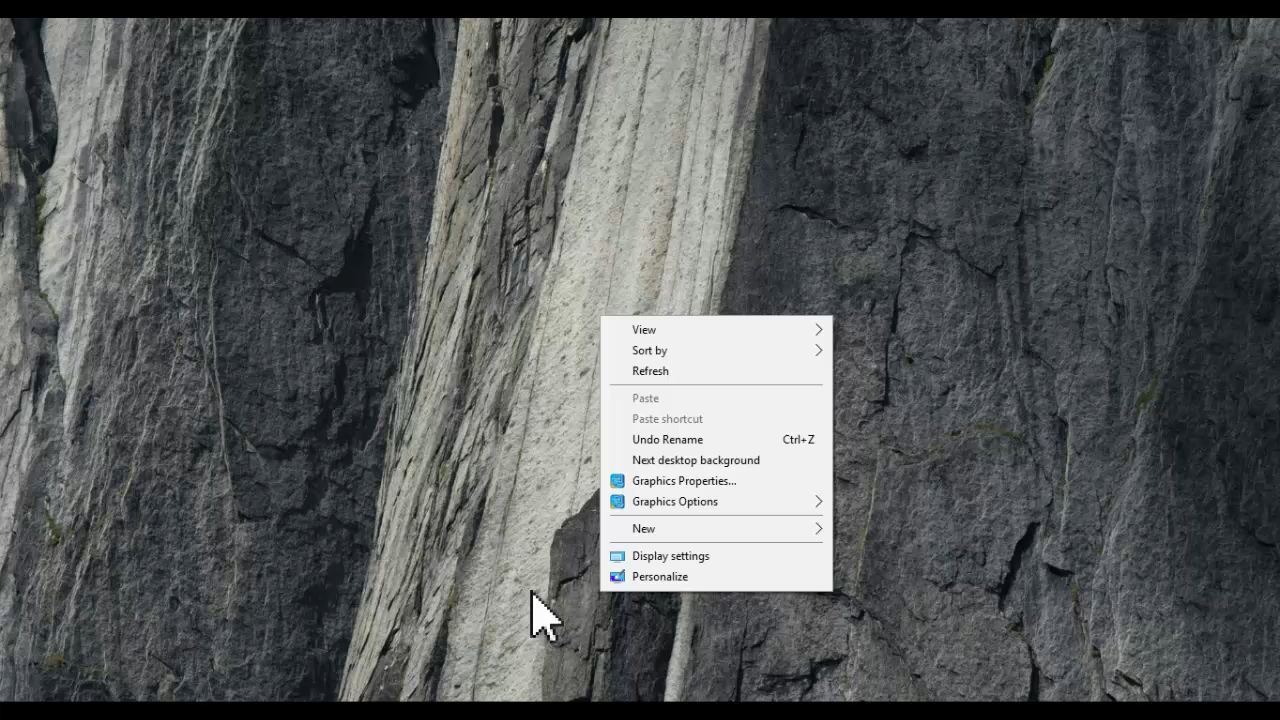 View
Sort by
Refresh
Paste
Paste shortcut
Undo Rename Ctrl+Z
Next desktop background
Graphics Properties...
Graphics Options
New
Display settings
Personalize